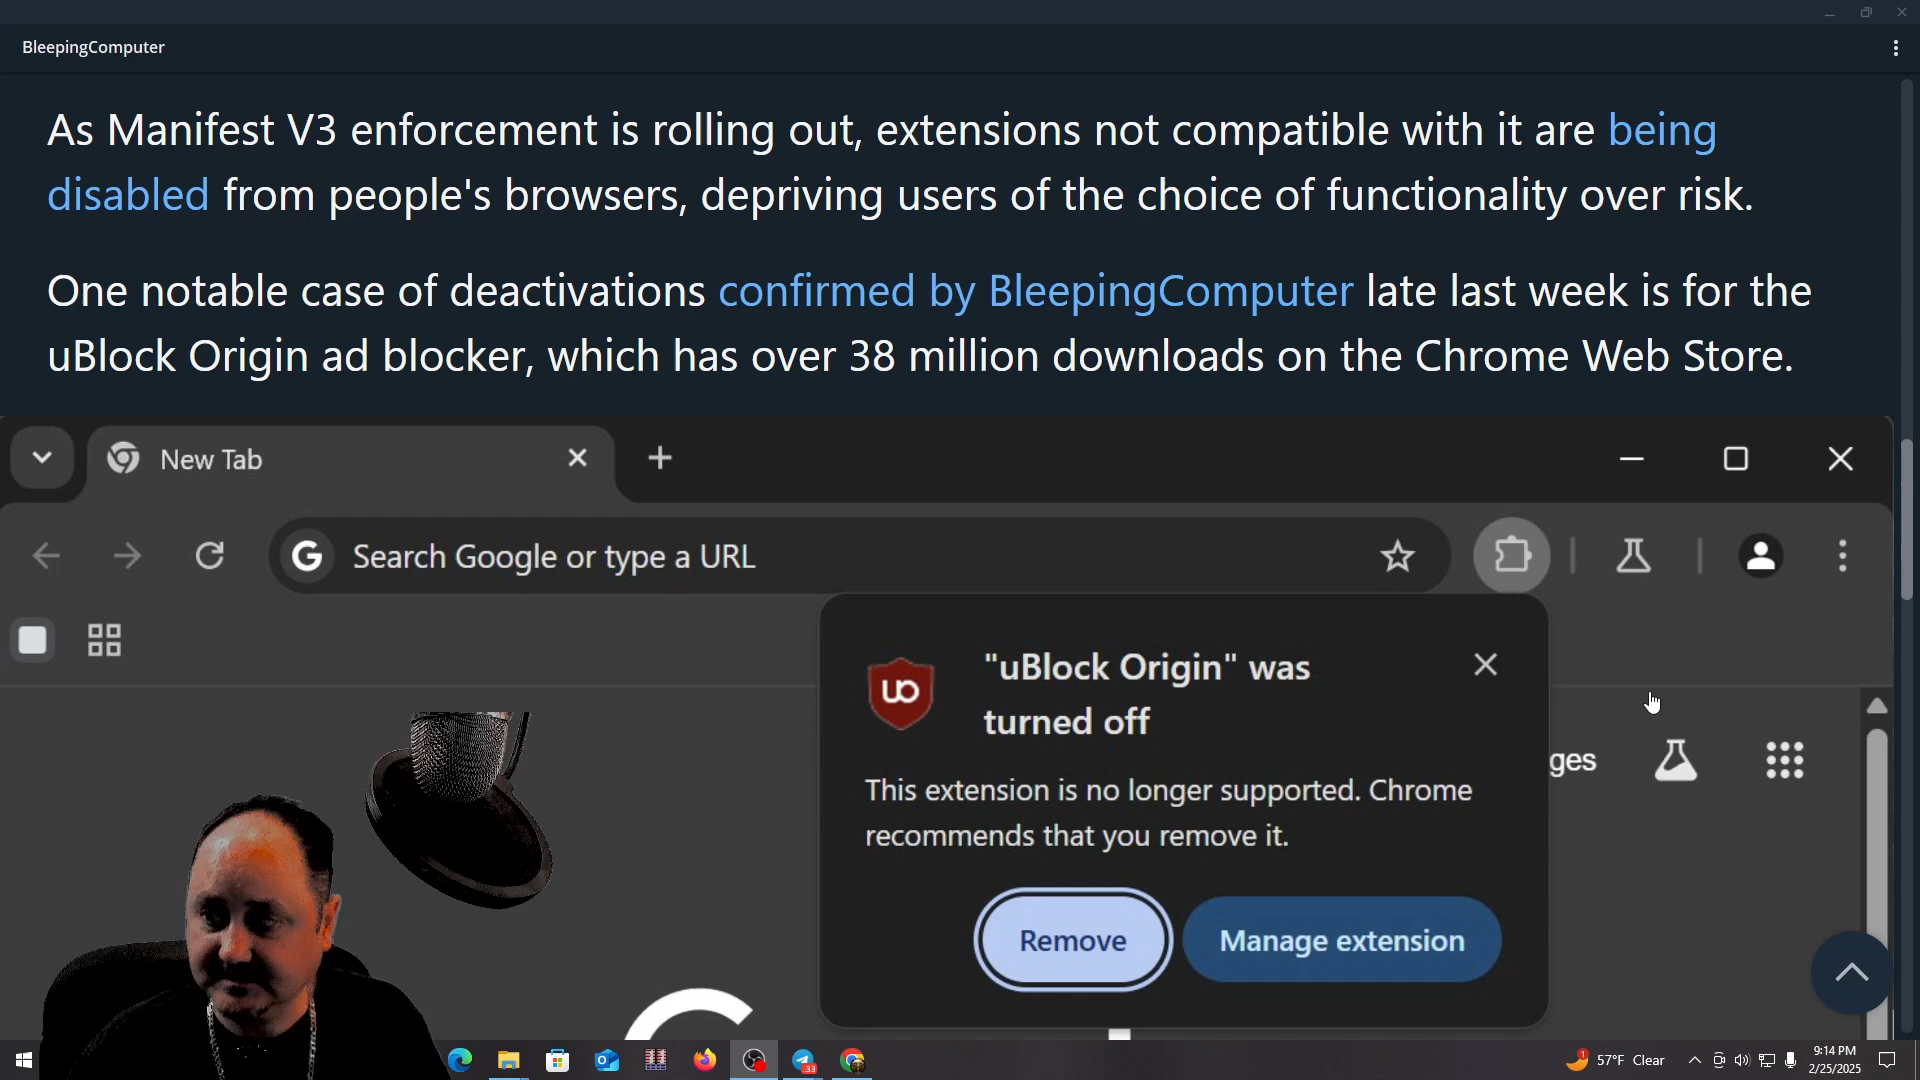 BleepingComputer
As Manifest V3 enforcement is rolling out, extensions not compatible with it are being
disabled from people's browsers, depriving users of the choice of functionality over risk.
One notable case of deactivations confirmed by BleepingComputer late last week is for the
uBlock Origin ad blocker, which has over 38 million downloads on the Chrome Web Store.
New Tab
Search Google or type a URL
"uBlock Origin" was
turned off
ges
This extension is no longer supported. Chrome
recommends that you remove it.
Remove
Manage extension
33
1
57°F Clear
9:14 PM
2/25/2025